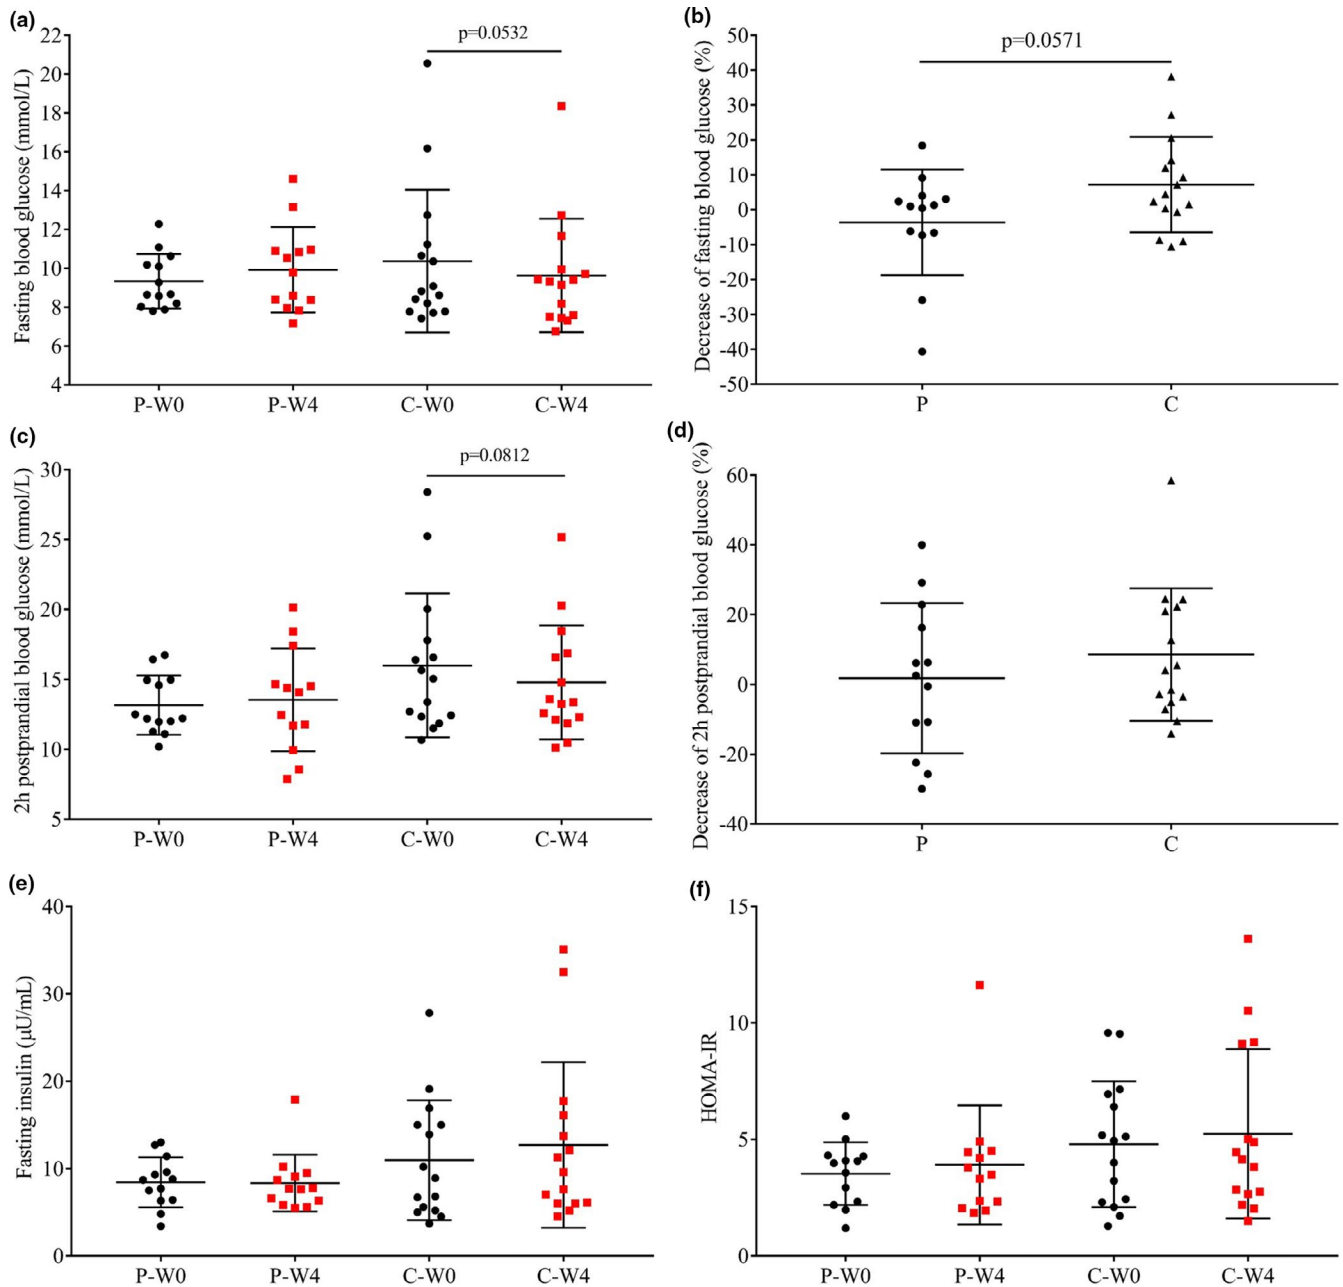 (a)
Fasting blood glucose (mmol/L)
22
20
18
16
14
12
10
8
6
4
p=0.0532
P-W0 P-W4 C-W0 C-W4
(b)
Decrease of fasting blood glucose (%)
50
40
30
20
10
0
-10
-20
-30
-40
-50
p=0.0571
P C
(c)
2h postprandial blood glucose (mmol/L)
30
25
20
15
10
5
p=0.0812
P-W0 P-W4 C-W0 C-W4
(d)
Decrease of 2h postprandial blood glucose (%)
60
40
20
0
-20
-40
P C
(e)
Fasting insulin (μU/mL)
40
30
20
10
0
P-W0 P-W4 C-W0 C-W4
(f)
HOMA-IR
15
10
5
0
P-W0 P-W4 C-W0 C-W4